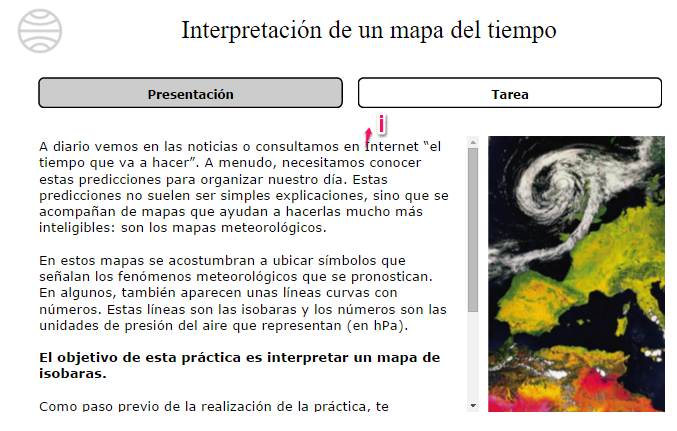 Interpretación de un mapa del tiempo
Presentación
Tarea
i
A diario vemos en las noticias o consultamos en Internet “el
tiempo que va a hacer”. A menudo, necesitamos conocer
estas predicciones para organizar nuestro día. Estas
predicciones no suelen ser simples explicaciones, sino que se
acompañan de mapas que ayudan a hacerlas mucho más
inteligibles: son los mapas meteorológicos.
En estos mapas se acostumbran a ubicar símbolos que
señalan los fenómenos meteorológicos que se pronostican.
En algunos, también aparecen unas líneas curvas con
números. Estas líneas son las isobaras y los números son las
unidades de presión del aire que representan (en hPa).
El objetivo de esta práctica es interpretar un mapa de
isobaras.
Como paso previo de la realización de la práctica, te